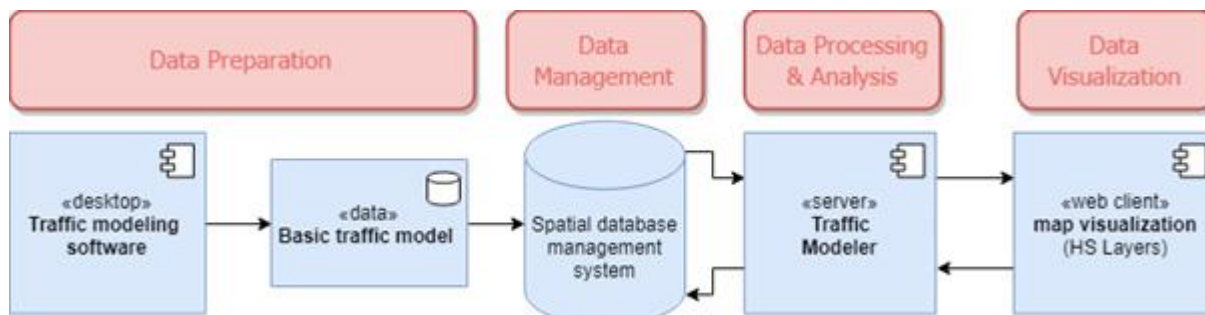 Data Preparation
Data
Management
Data Processing
& Analysis
Data
Visualization
«desktop»
Traffic modeling
software
«data»
Basic traffic model
Spatial database
management
system
«server»
Traffic
Modeler
«web client»
map visualization
(HS Layers)